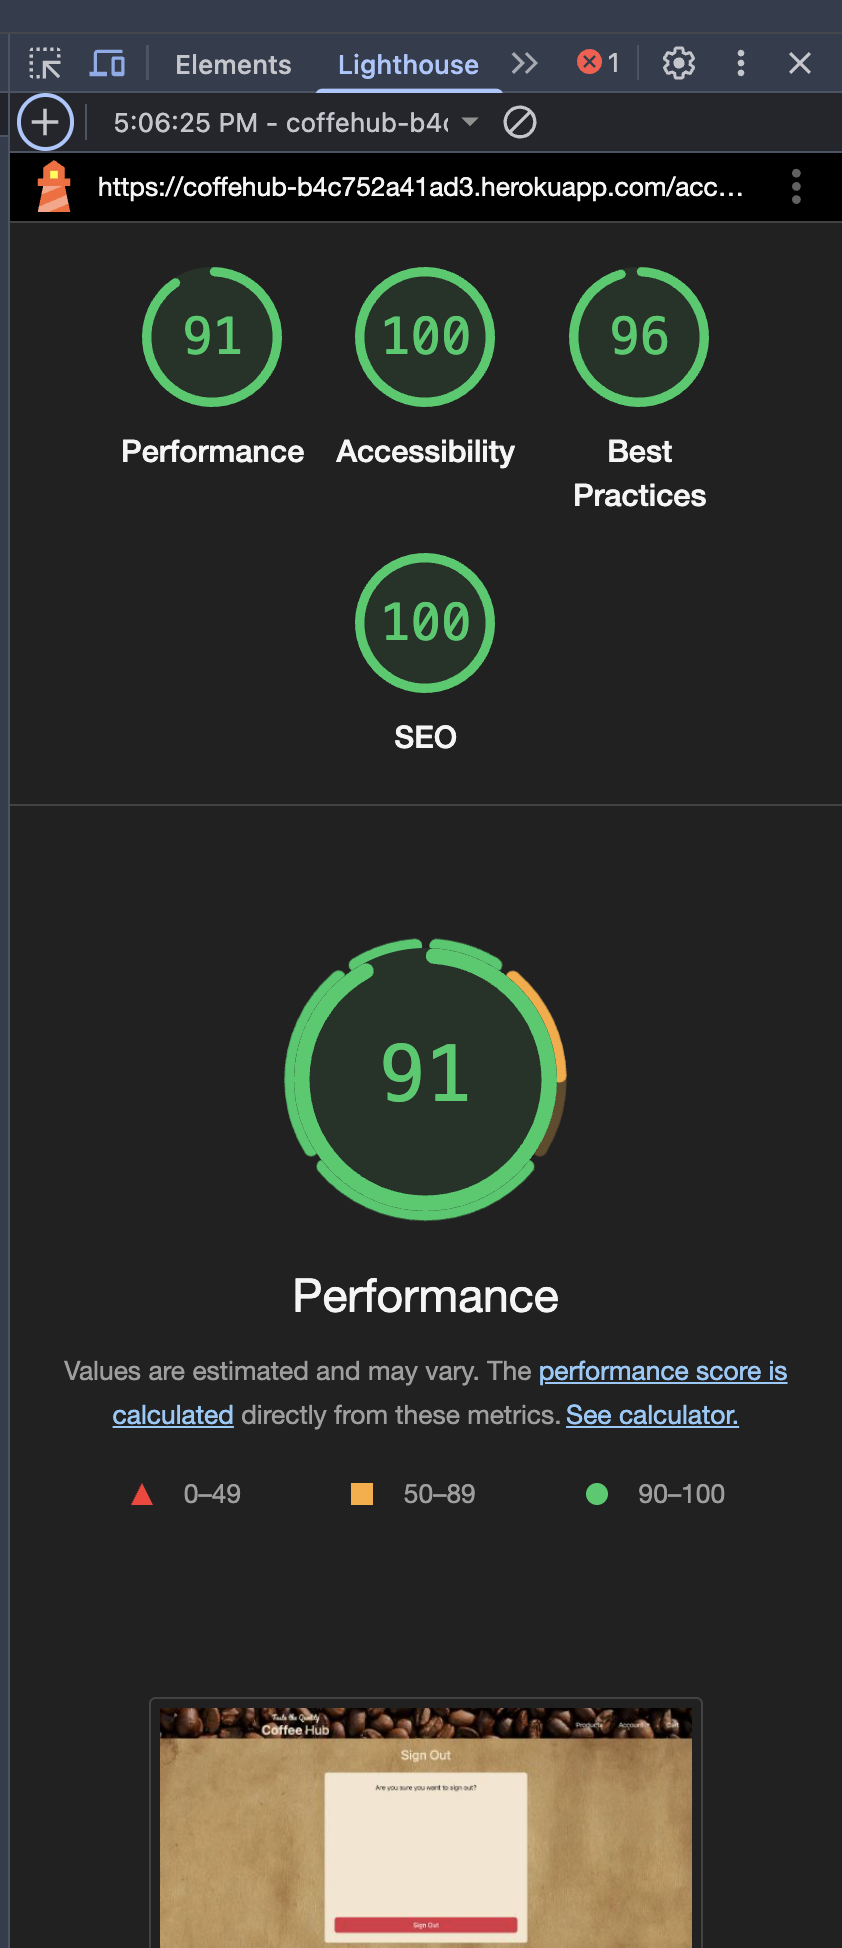 Elements
Lighthouse
1
5:06:25 PM - coffehub-b4c
https://coffehub-b4c752a41ad3.herokuapp.com/acc…
91
100
96
Performance
Accessibility
Best
Practices
100
SEO
91
Performance
Values are estimated and may vary. The performance score is
calculated directly from these metrics. See calculator.
0–49
50–89
90–100
Taste the Quality
Coffee Hub
Products
Account
Cart
Sign Out
Are you sure you want to sign out?
Sign Out